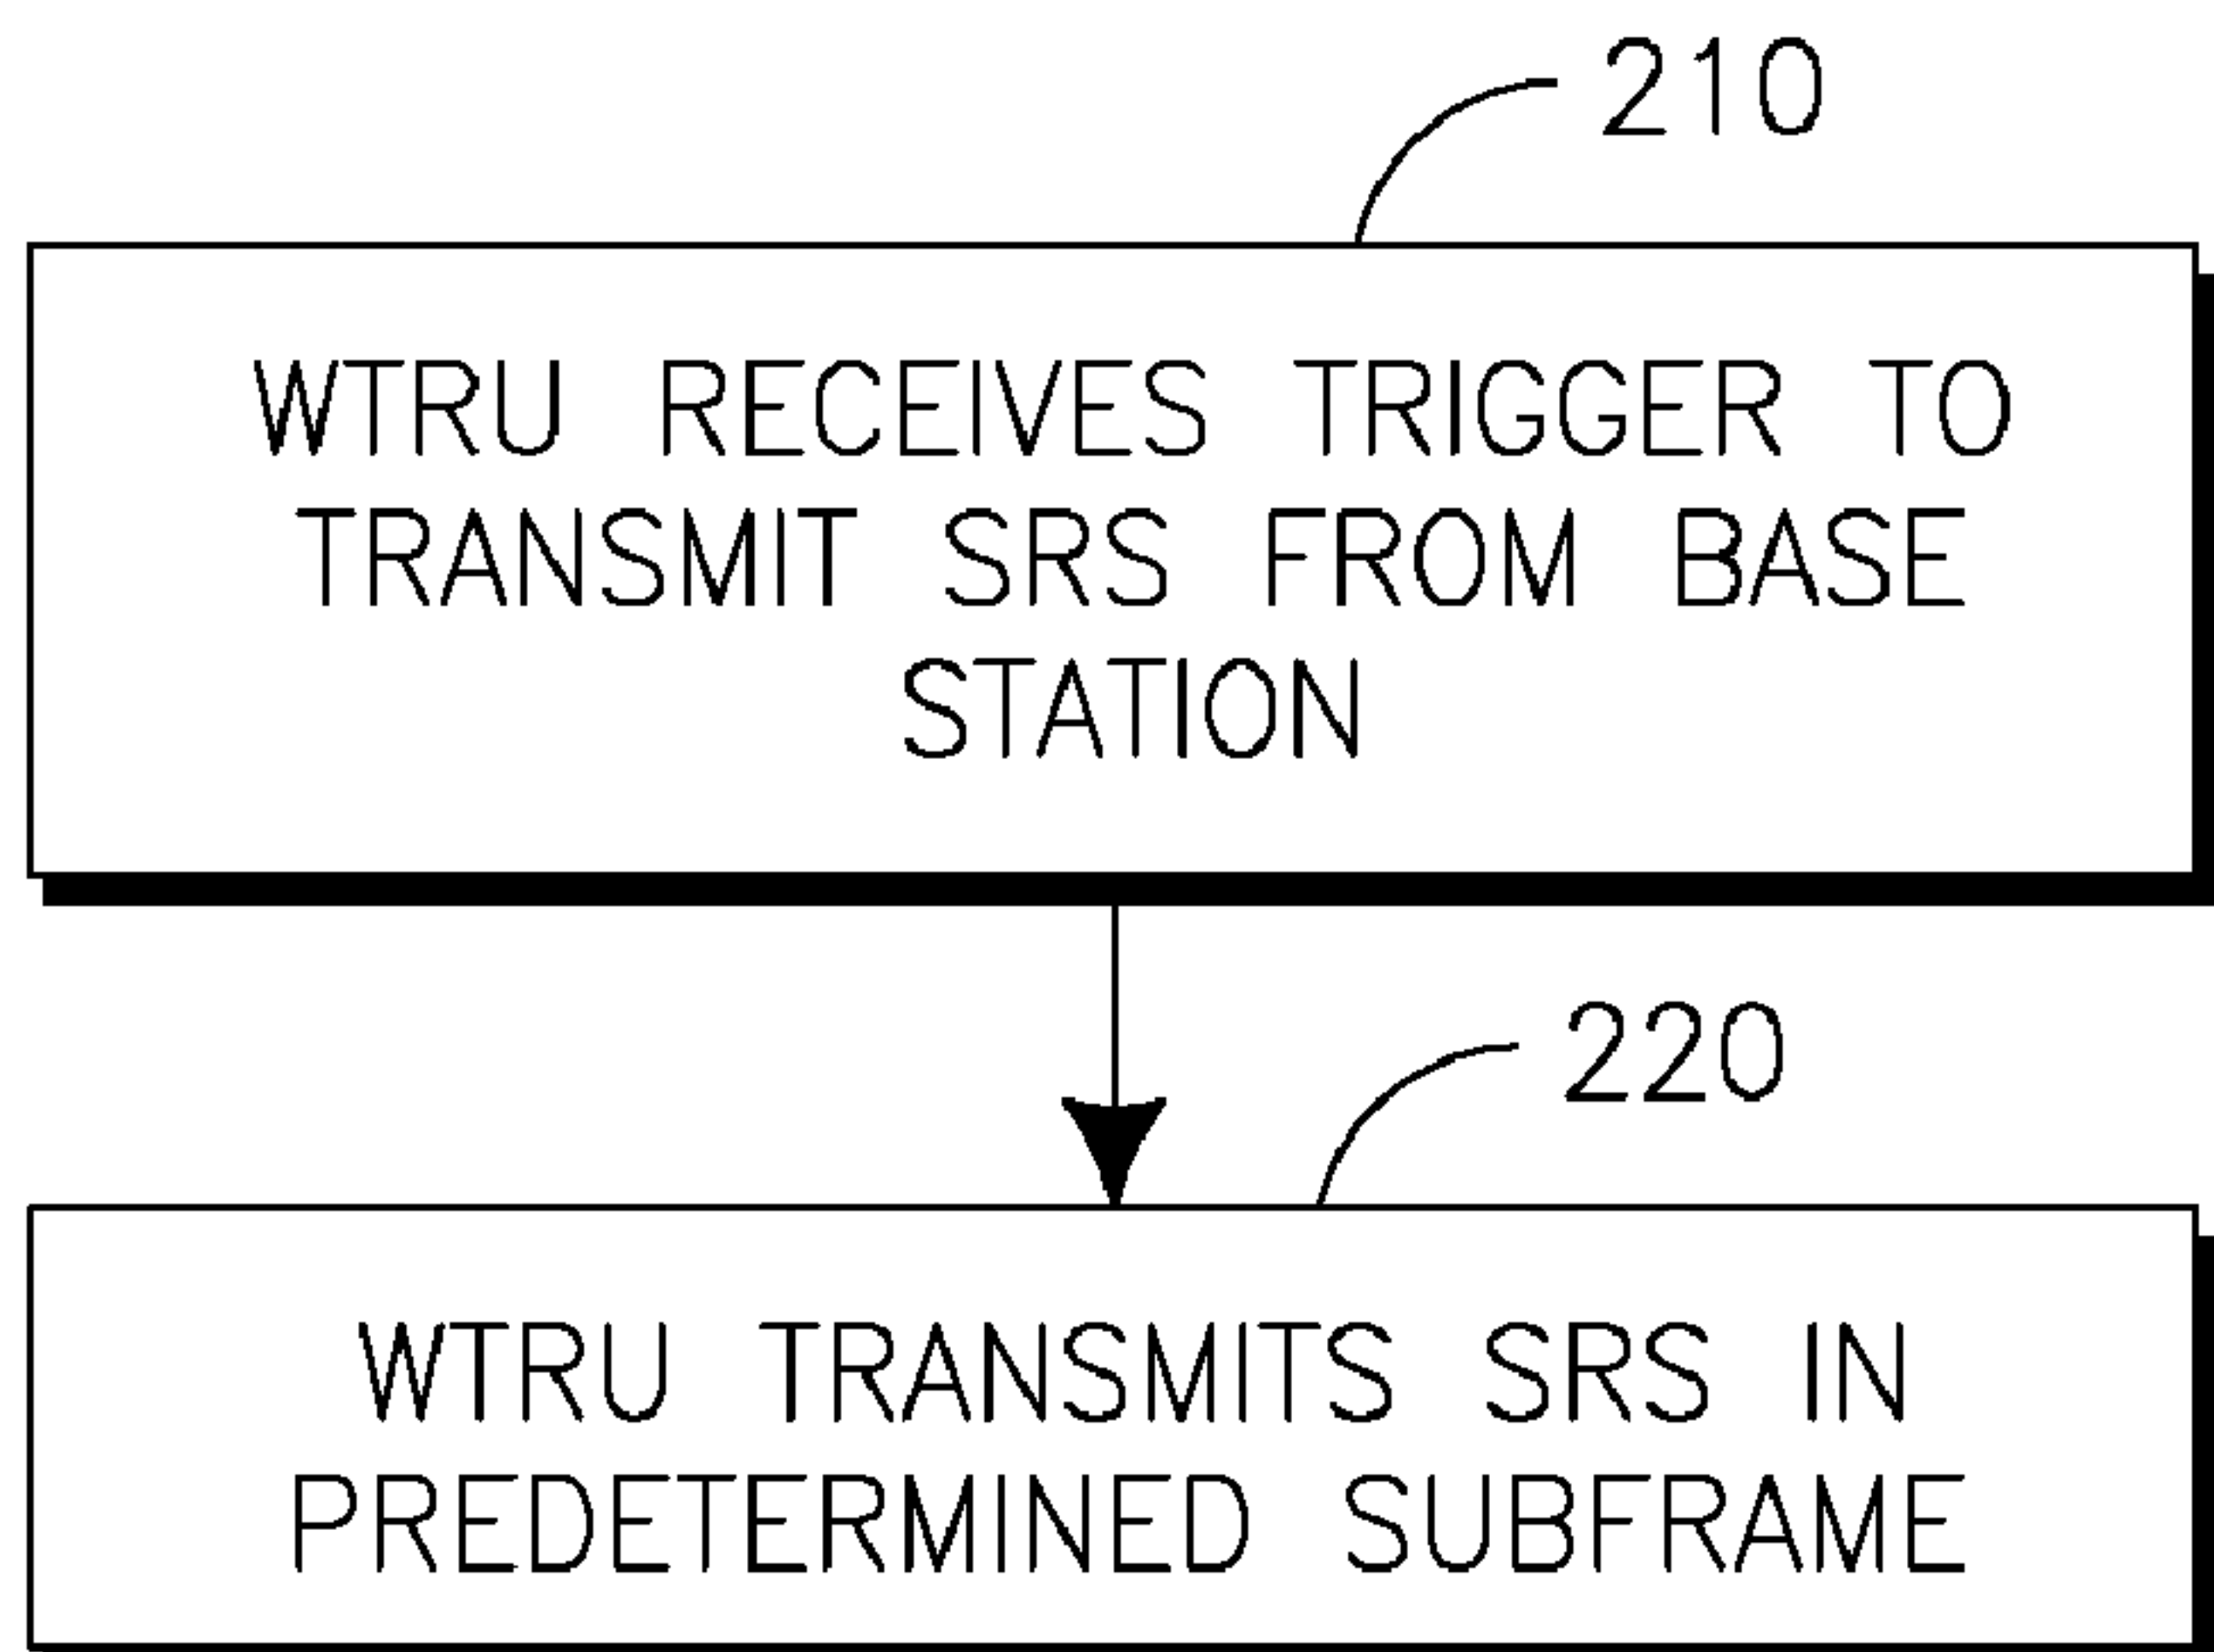 210
WTRU RECEIVES TRIGGER TO
TRANSMIT SRS FROM BASE
STATION
220
WTRU TRANSMITS SRS IN
PREDETERMINED SUBFRAME